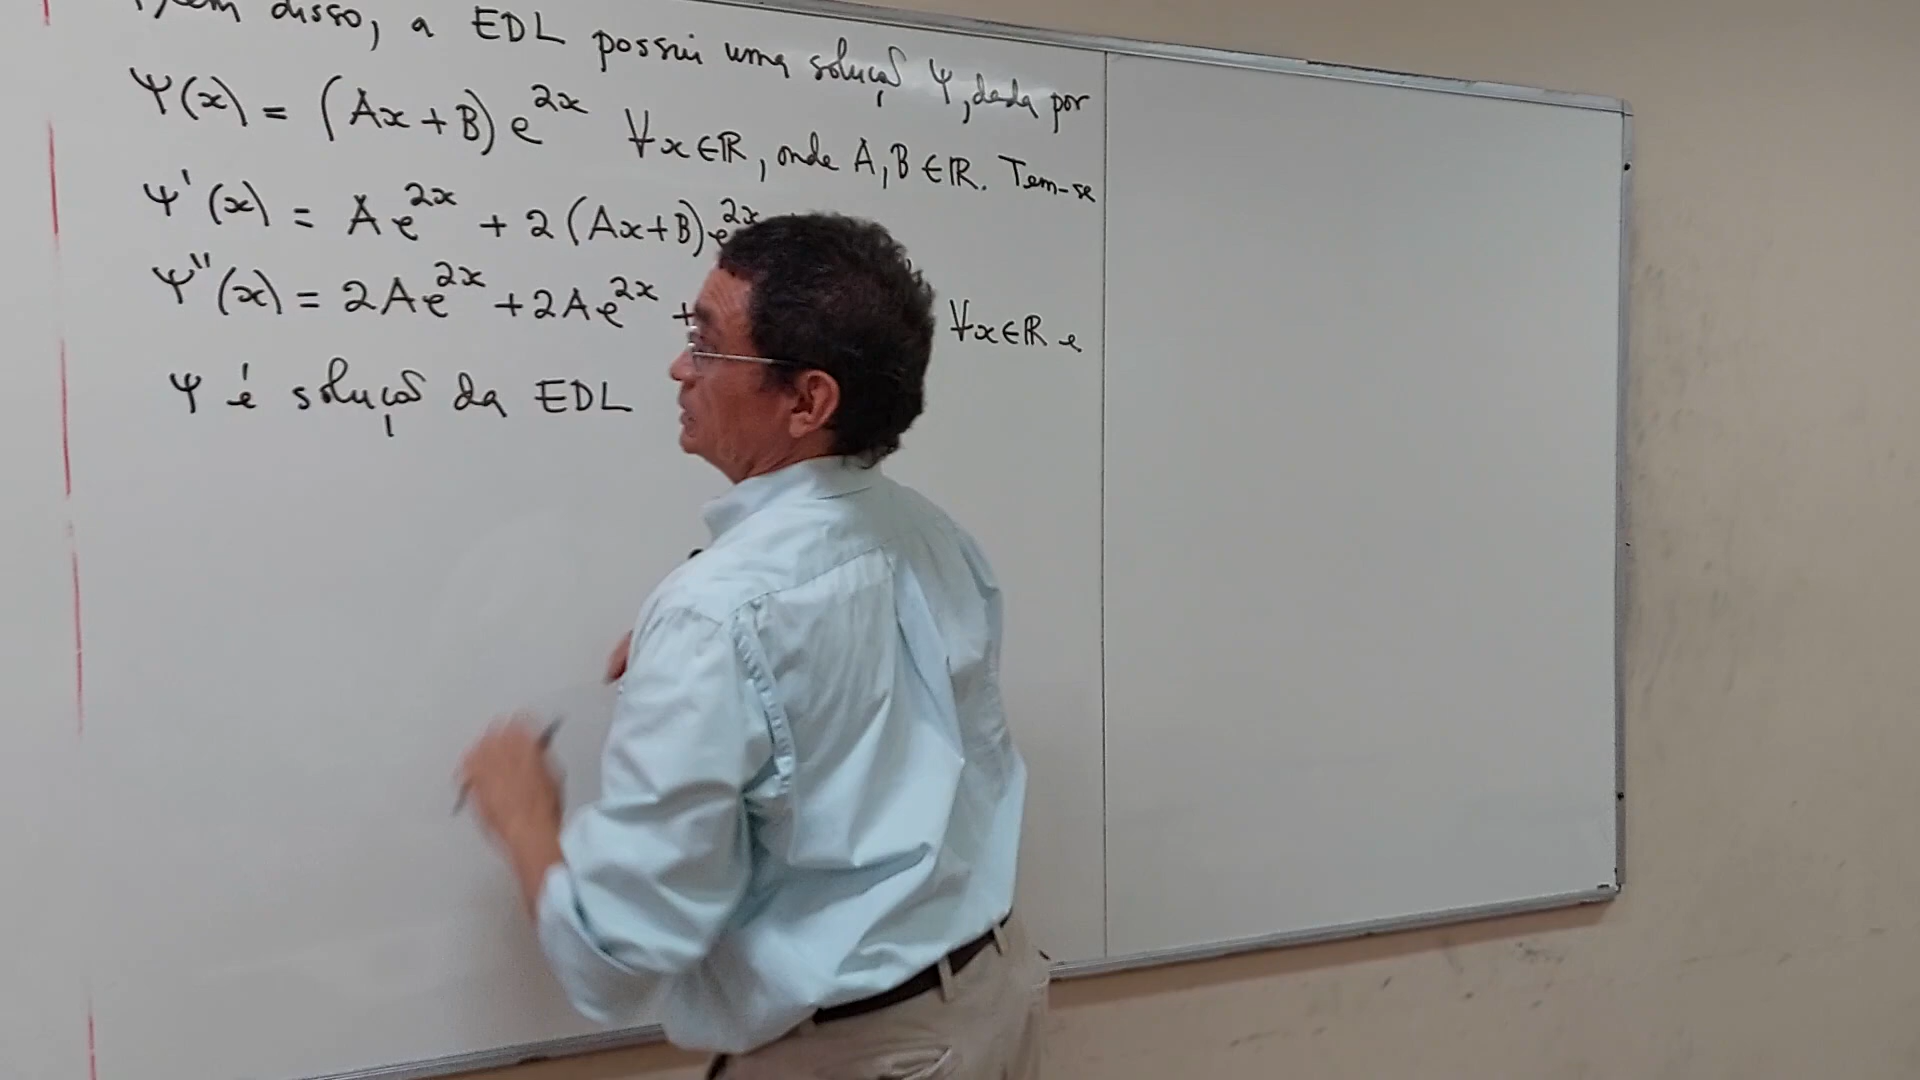 disso, a EDL possui uma solução Ψ, dada por
Ψ(x) = (Ax + B) e^{2x} ∀x∈ℝ, onde A, B ∈ ℝ. Tem-se
Ψ'(x) = A e^{2x} + 2 (Ax+B) e^{2x}
Ψ''(x) = 2A e^{2x} + 2A e^{2x} + ∀x∈ℝ e
Ψ é solução da EDL